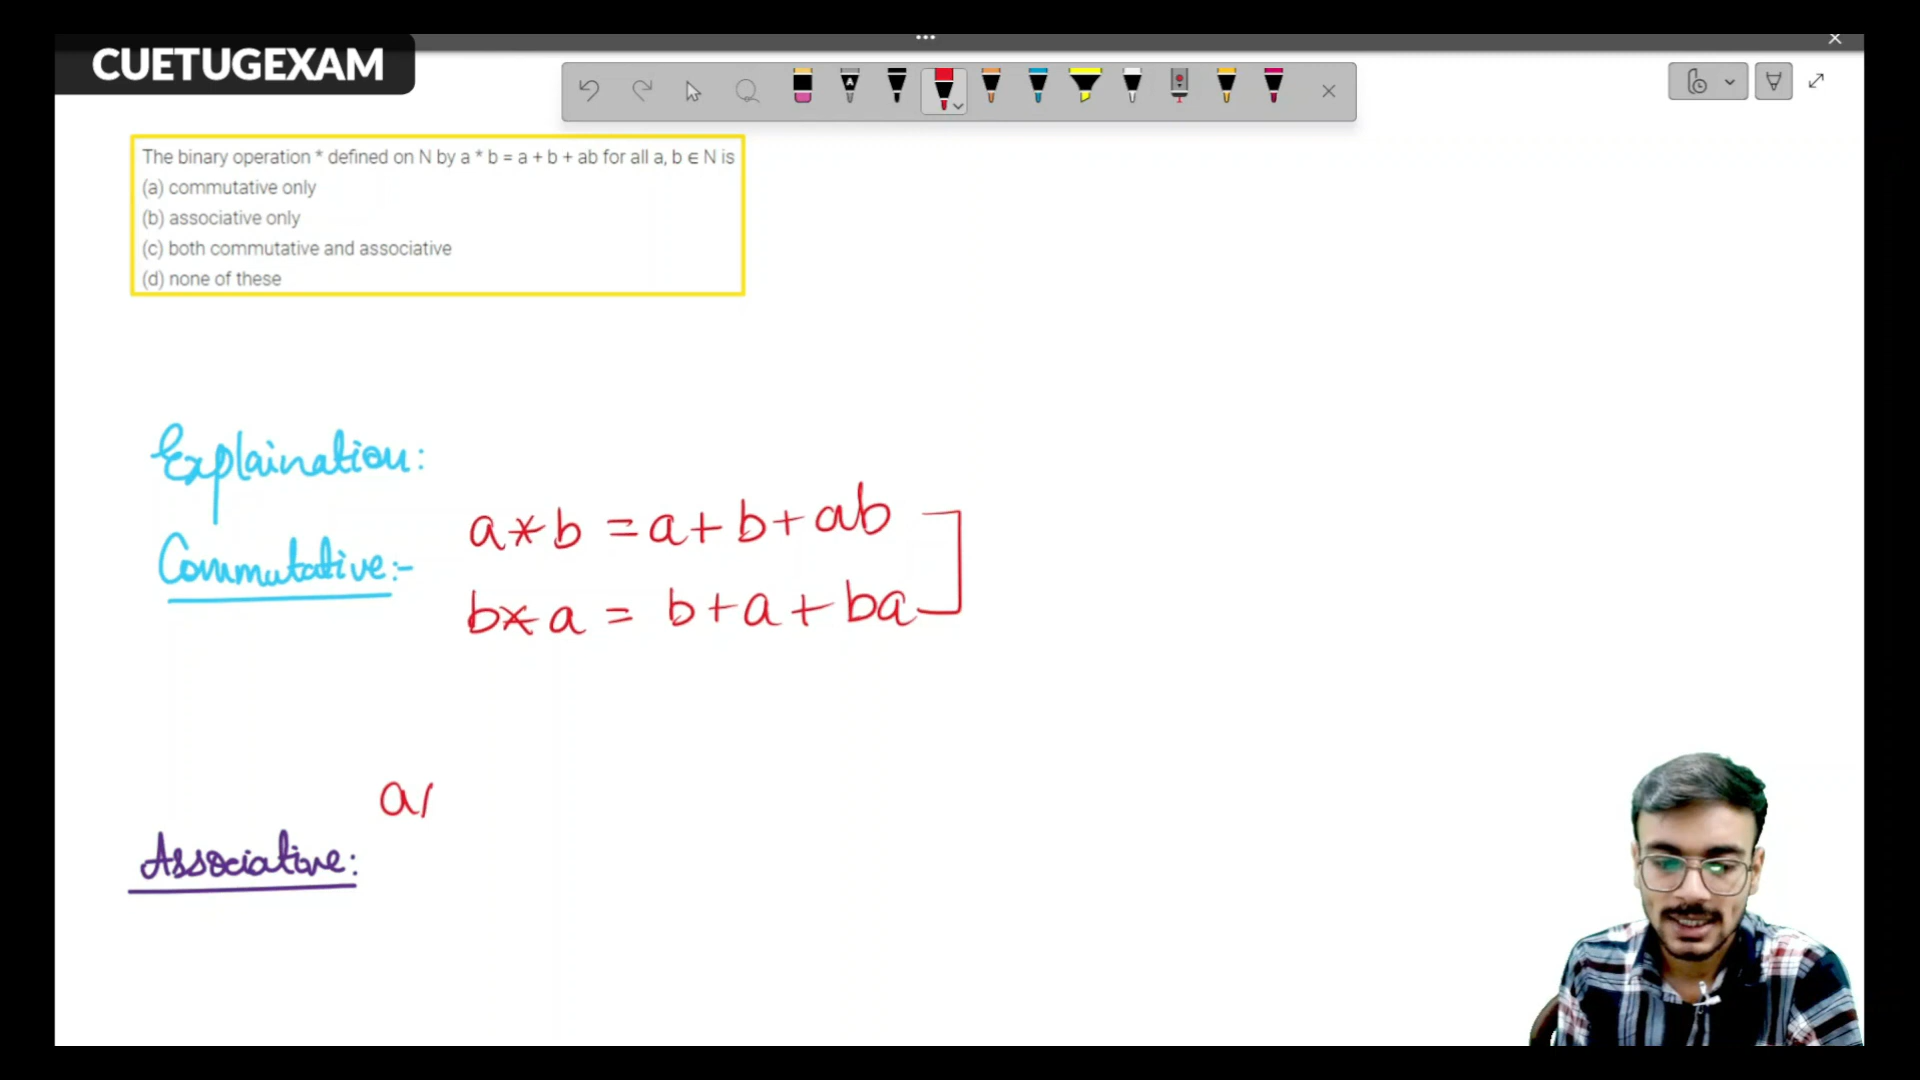 CUETUGEXAM
The binary operation * defined on N by a * b = a + b + ab for all a, b ∈ N is
(a) commutative only
(b) associative only
(c) both commutative and associative
(d) none of these
Explaination:
Commutative:-
a*b = a+b+ab
b*a = b+a+ba
a
Associative: